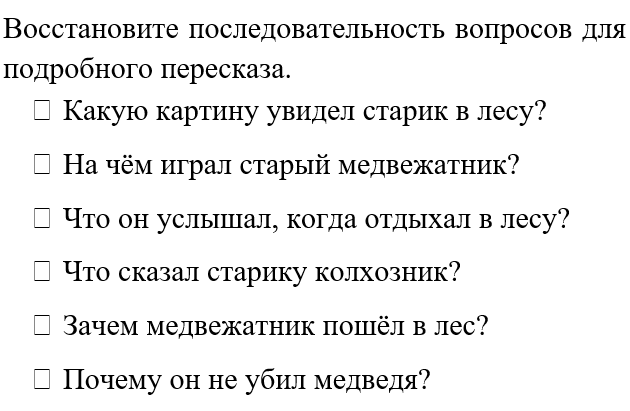 Восстановите последовательность вопросов для
подробного пересказа.
□ Какую картину увидел старик в лесу?
□ На чём играл старый медвежатник?
□ Что он услышал, когда отдыхал в лесу?
□ Что сказал старику колхозник?
□ Зачем медвежатник пошёл в лес?
□ Почему он не убил медведя?